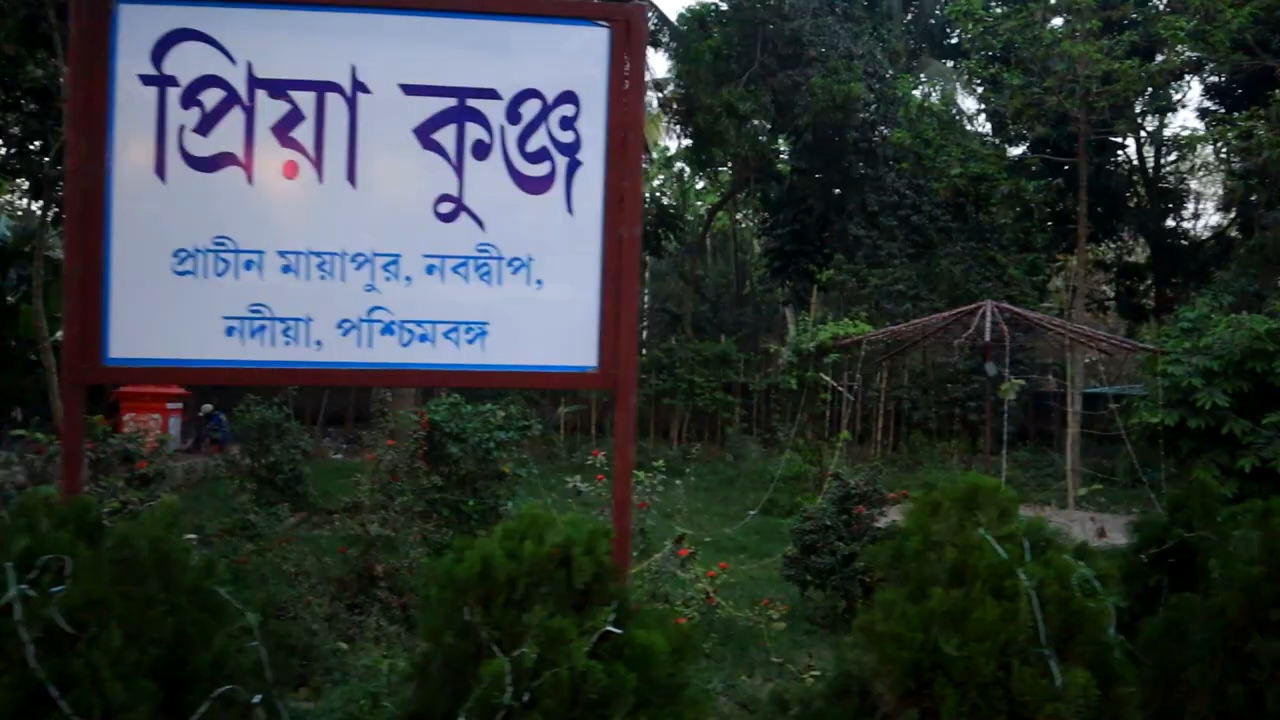 প্রিয়া কুঞ্জ
প্রাচীন মায়াপুর, নবদ্বীপ,
নদীয়া, পশ্চিমবঙ্গ